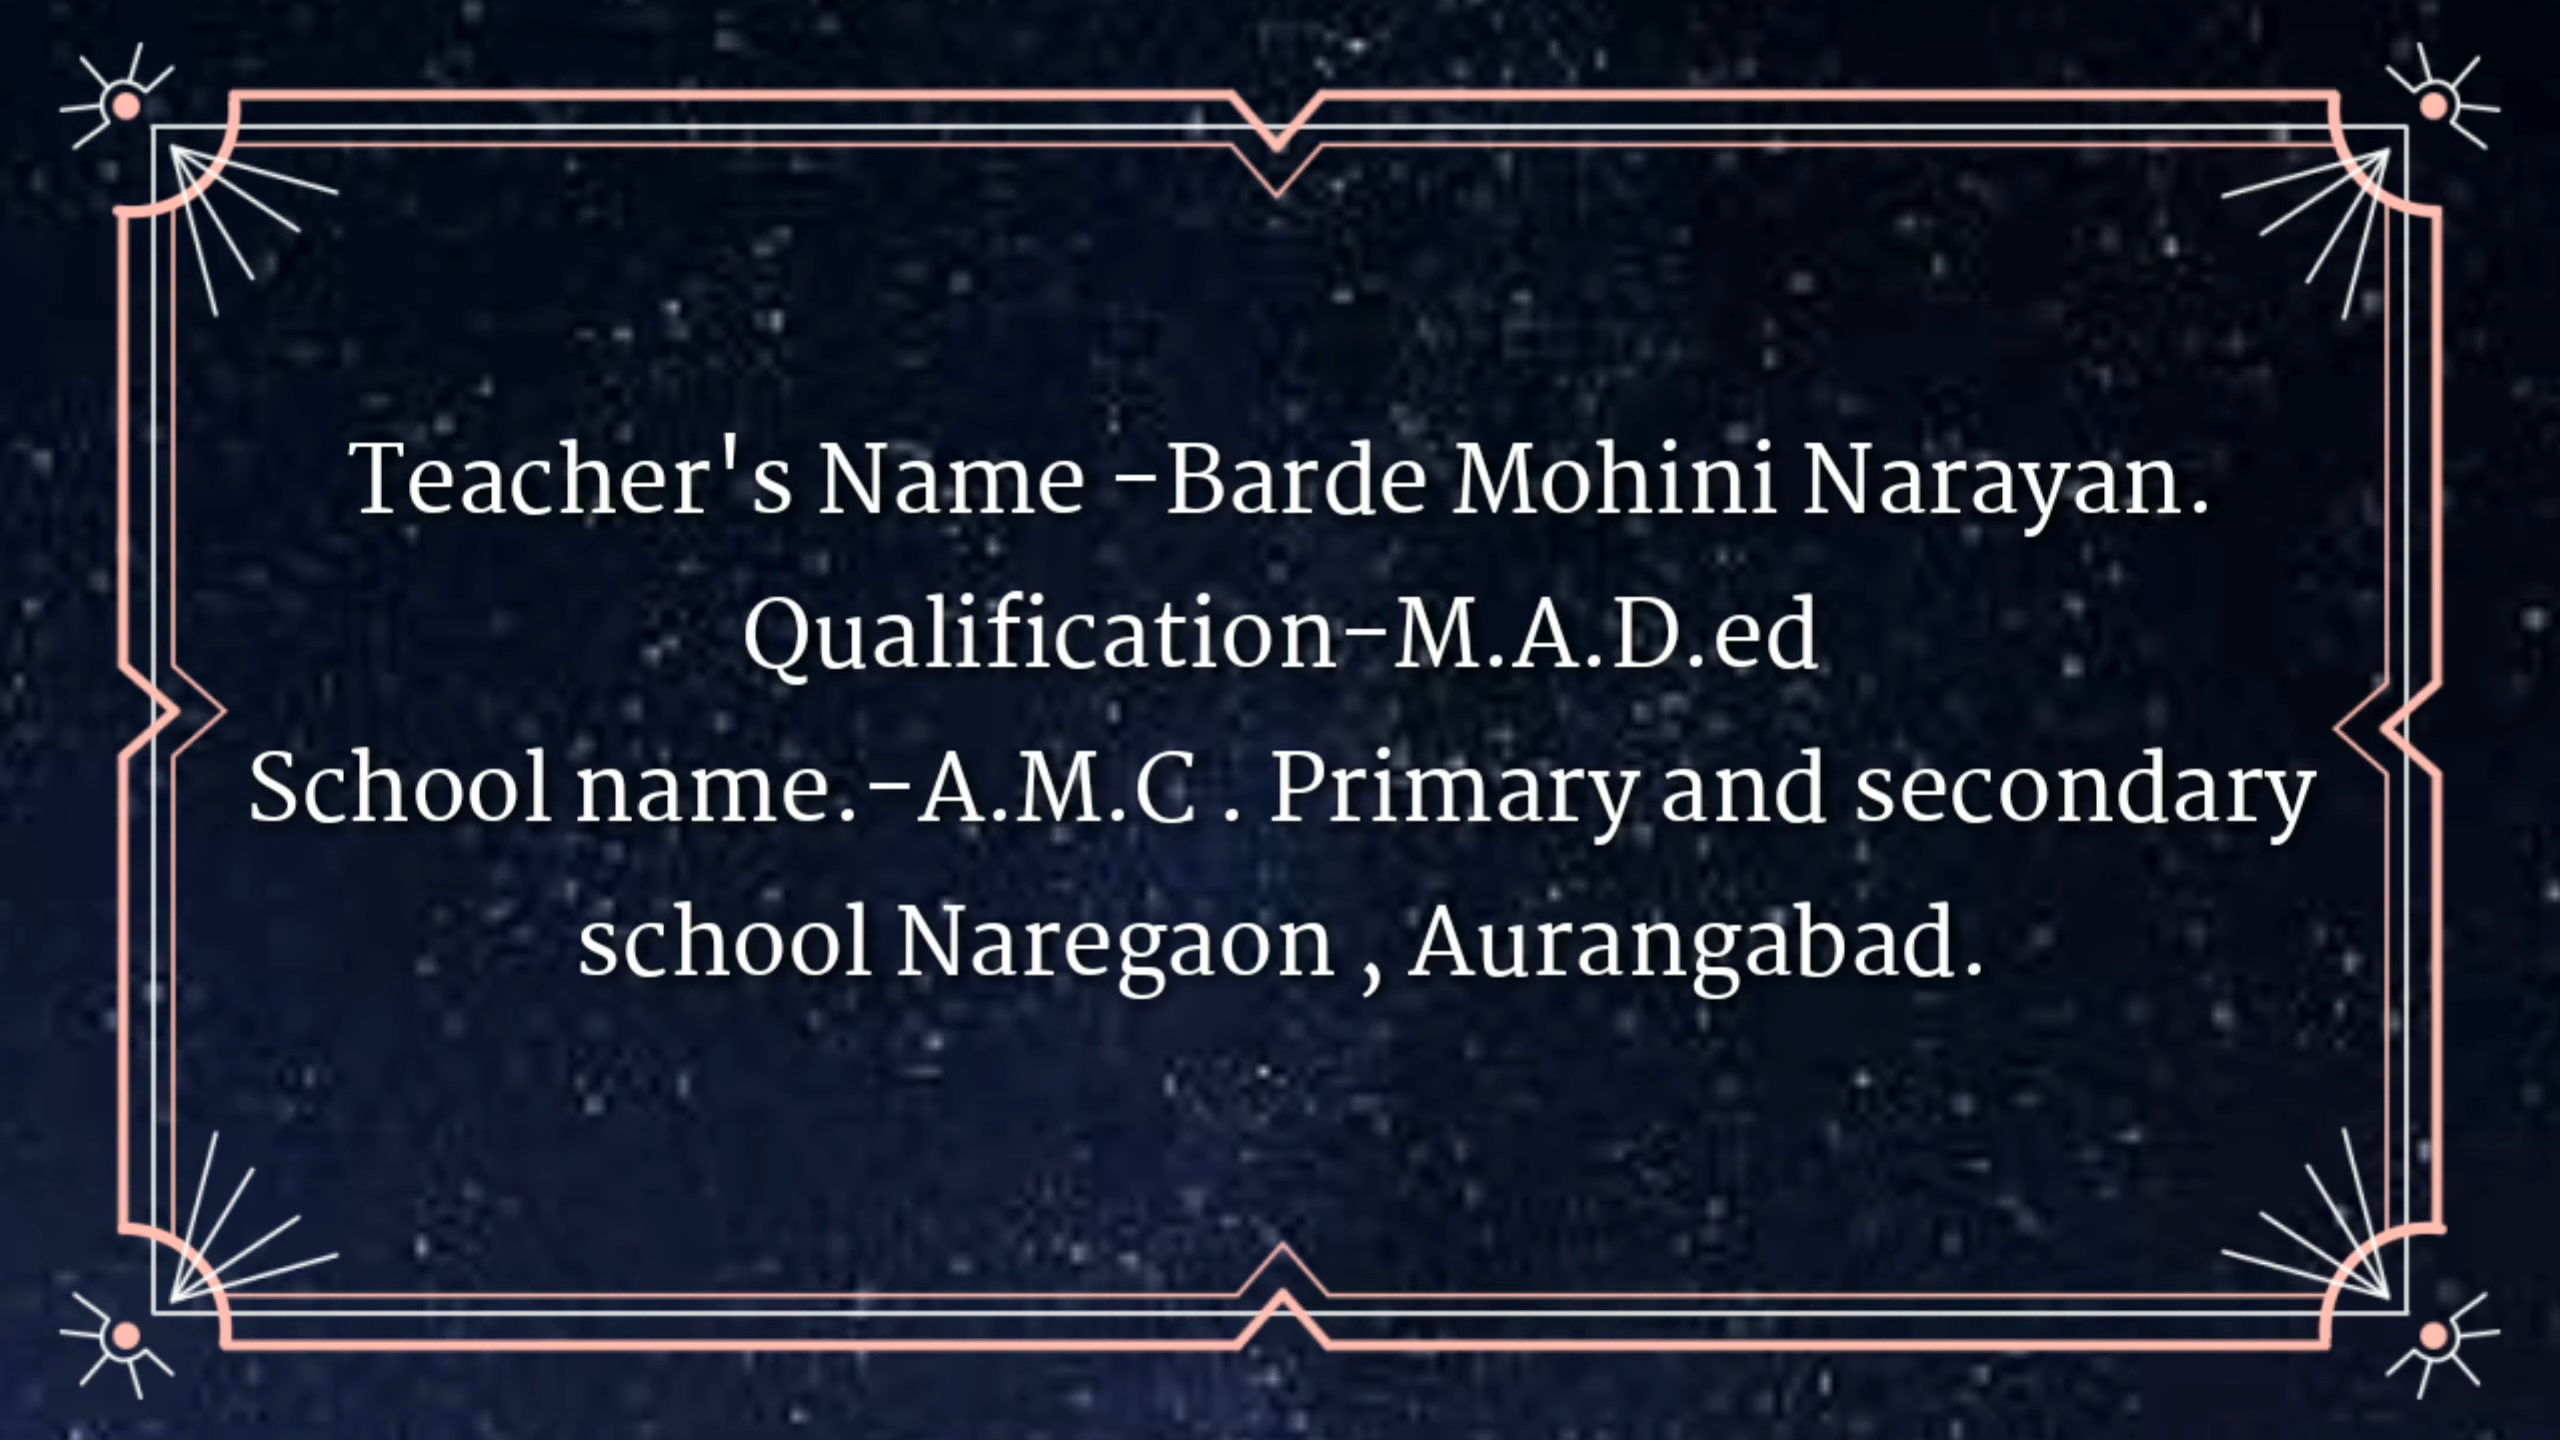 Teacher's Name -Barde Mohini Narayan.
Qualification-M.A.D.ed
School name.-A.M.C . Primary and secondary
school Naregaon , Aurangabad.